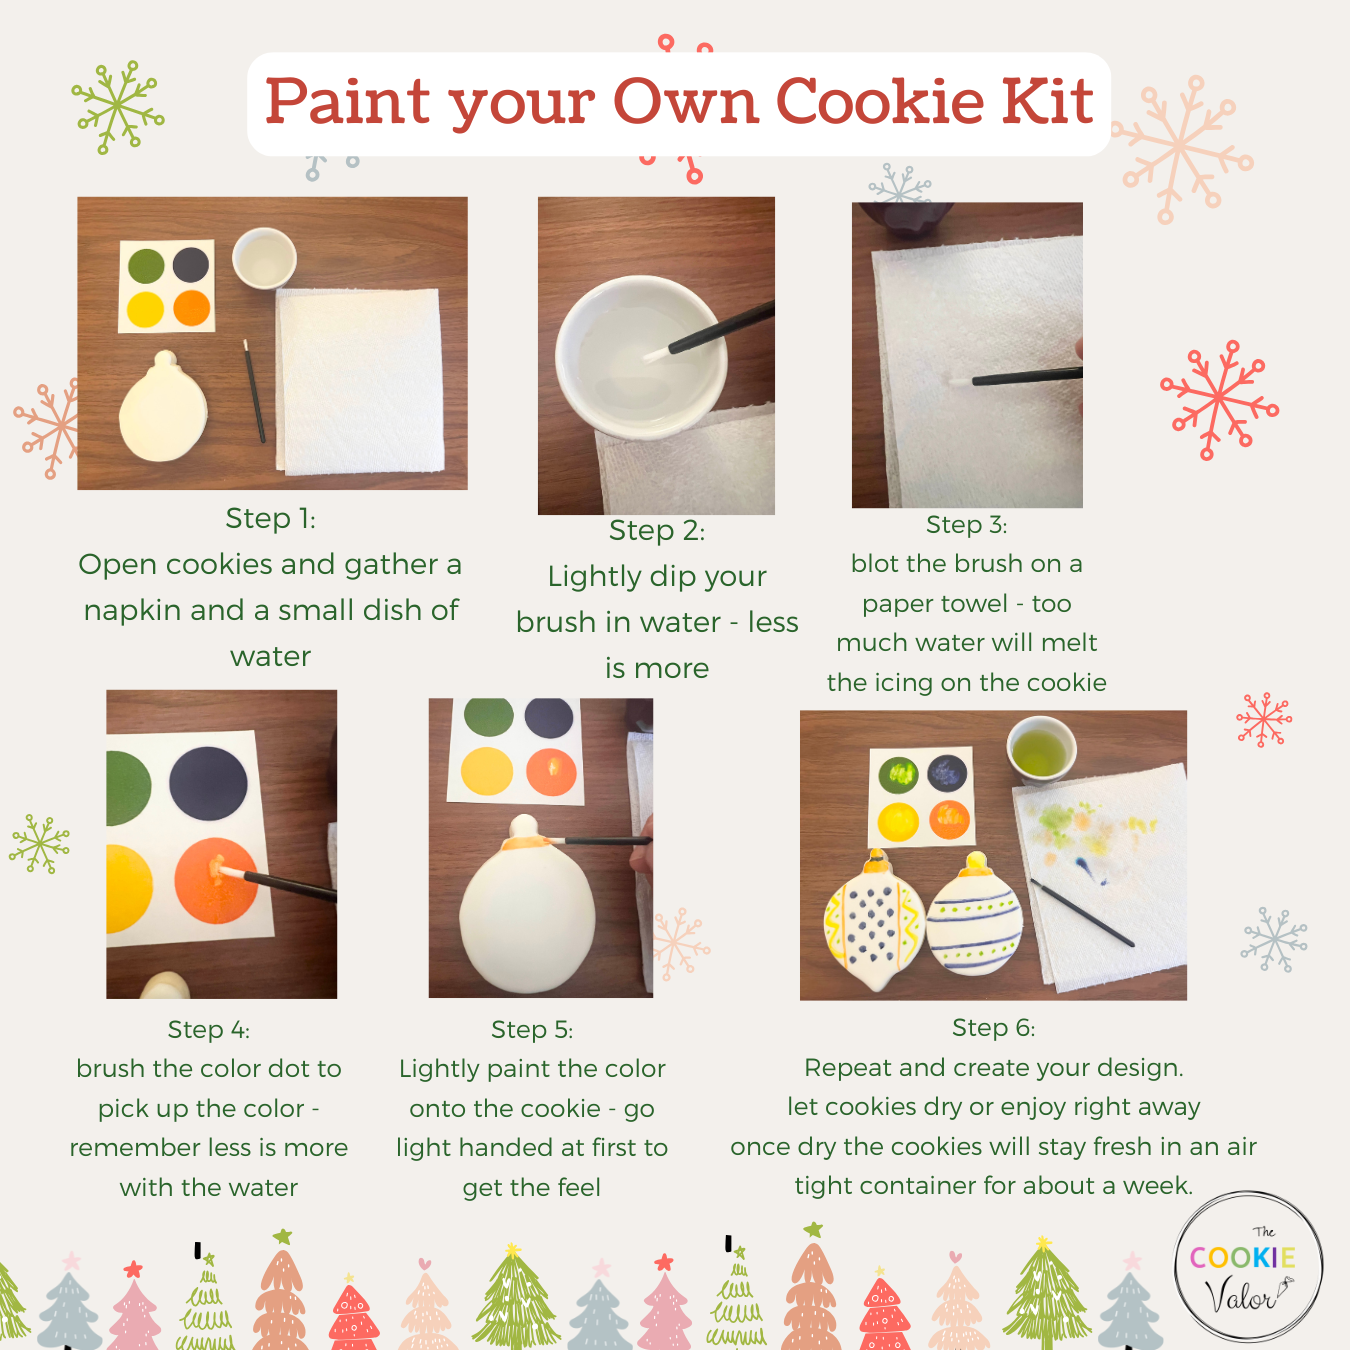 Paint your Own Cookie Kit
Step 1:
Open cookies and gather a
napkin and a small dish of
water
Step 2:
Lightly dip your
brush in water - less
is more
Step 3:
blot the brush on a
paper towel - too
much water will melt
the icing on the cookie
Step 4:
brush the color dot to
pick up the color -
remember less is more
with the water
Step 5:
Lightly paint the color
onto the cookie - go
light handed at first to
get the feel
Step 6:
Repeat and create your design.
let cookies dry or enjoy right away
once dry the cookies will stay fresh in an air
tight container for about a week.
The
COOKIE
Valor